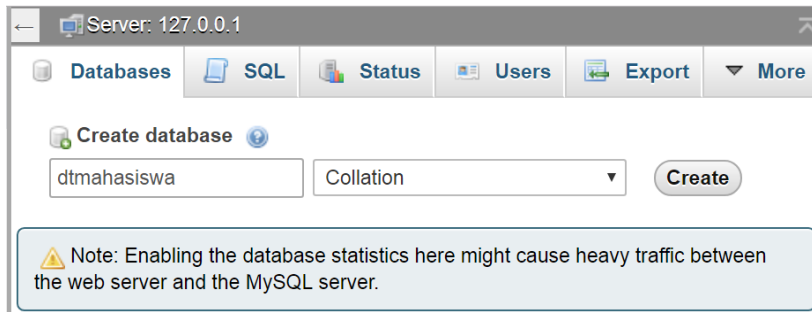 Server: 127.0.0.1
Databases SQL Status Users Export More
Create database
dtmahasiswa Collation Create
Note: Enabling the database statistics here might cause heavy traffic between
the web server and the MySQL server.